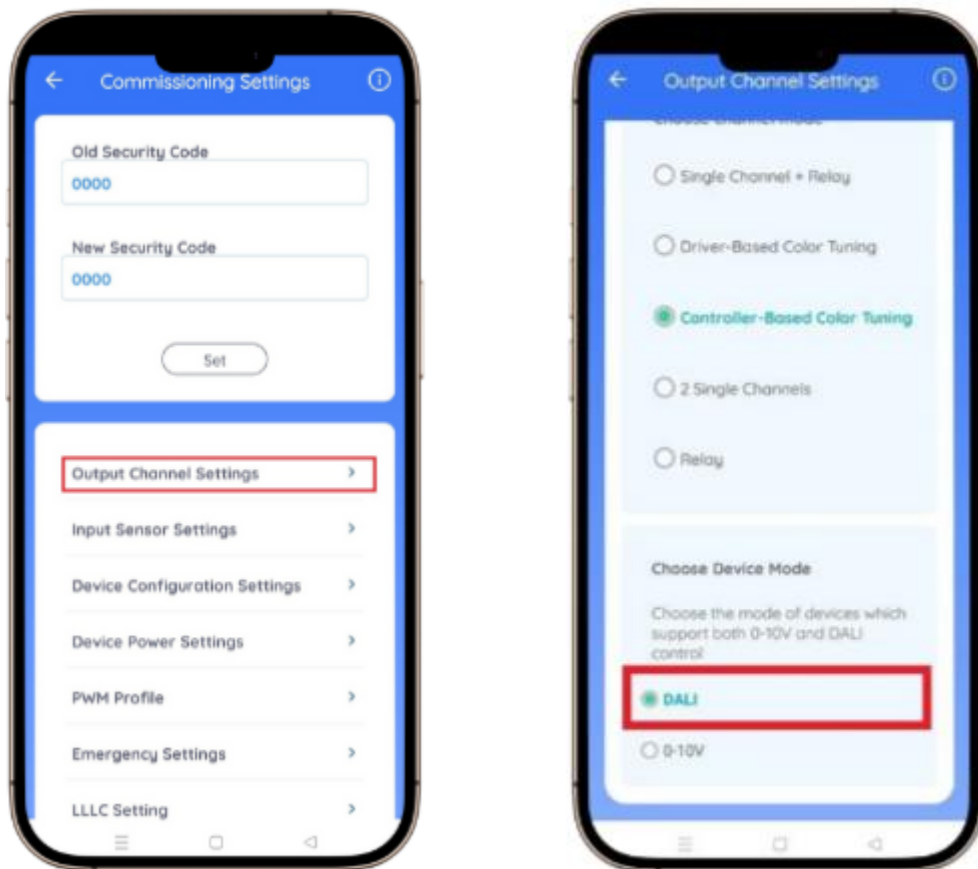 Commissioning Settings
Old Security Code
0000
New Security Code
0000
Set
Output Channel Settings
Input Sensor Settings
Device Configuration Settings
Device Power Settings
PWM Profile
Emergency Settings
LLLC Setting
Output Channel Settings
Choose Channel Mode
Single Channel + Relay
Driver-Based Color Tuning
Controller-Based Color Tuning
2 Single Channels
Relay
Choose Device Mode
Choose the mode of devices which
support both 0-10V and DALI
control
DALI
0-10V